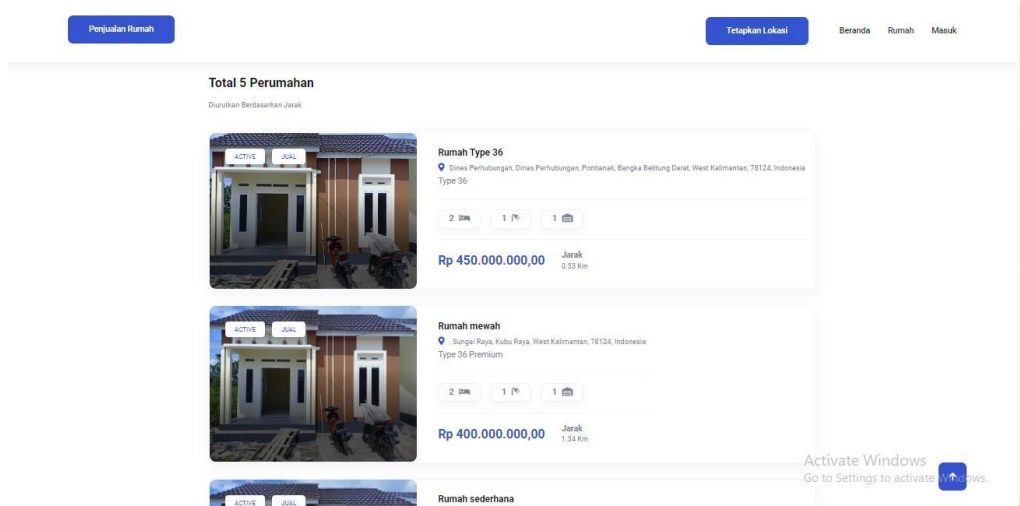 Penjualan Rumah
Tetapkan Lokasi
Beranda
Rumah
Masuk
Total 5 Perumahan
Diurutkan Berdasarkan Jarak
ACTIVE
JUAL
Rumah Type 36
Dinas Perhubungan, Dinas Perhubungan, Pontianak, Bangka Belitung Darat, West Kalimantan, 78124, Indonesia
Type 36
2
1
1
Rp 450.000.000,00
Jarak
0.53 Km
ACTIVE
JUAL
Rumah mewah
, Sungai Raya, Kubu Raya, West Kalimantan, 78124, Indonesia
Type 36 Premium
2
1
1
Rp 400.000.000,00
Jarak
1.34 Km
Activate Windows
Go to Settings to activate Windows.
ACTIVE
JUAL
Rumah sederhana